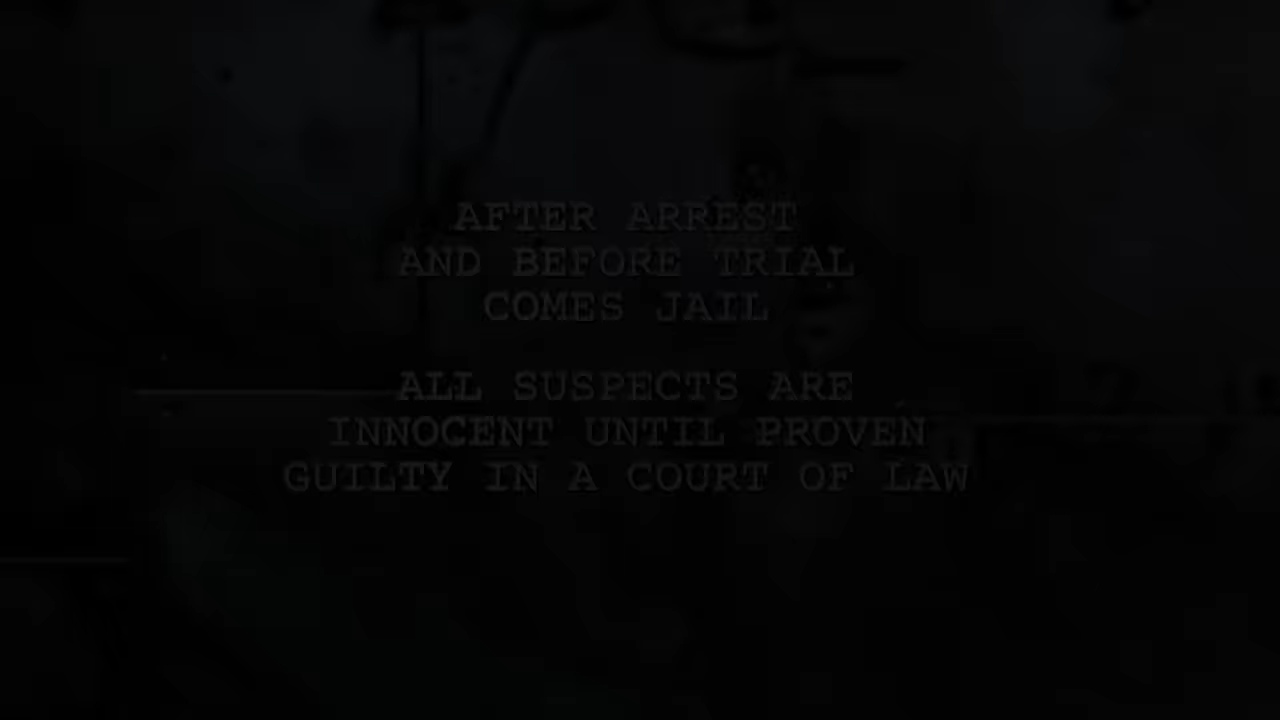 AFTER ARREST
AND BEFORE TRIAL
COMES JAIL
ALL SUSPECTS ARE
INNOCENT UNTIL PROVEN
GUILTY IN A COURT OF LAW